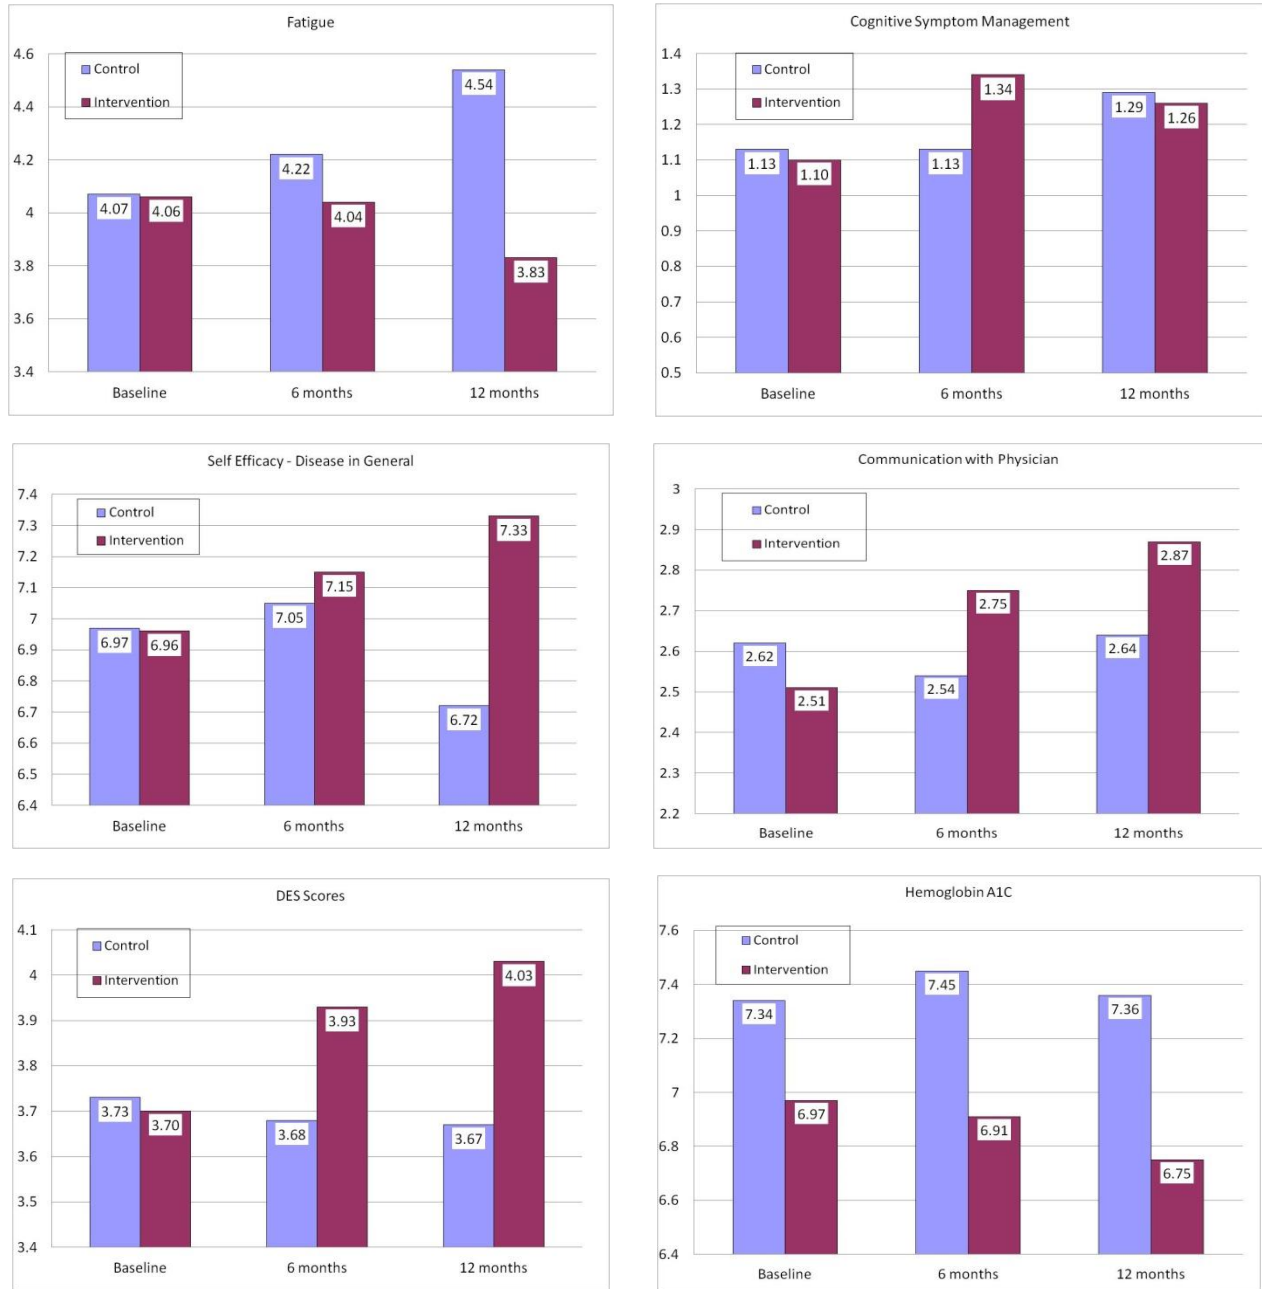 Fatigue
4.6
4.4
4.2
4
3.8
3.6
3.4
Control
Intervention
4.07
4.06
4.22
4.04
4.54
3.83
Baseline
6 months
12 months
Cognitive Symptom Management
1.4
1.3
1.2
1.1
1
0.9
0.8
0.7
0.6
0.5
Control
Intervention
1.13
1.10
1.13
1.34
1.29
1.26
Baseline
6 months
12 months
Self Efficacy - Disease in General
7.4
7.3
7.2
7.1
7
6.9
6.8
6.7
6.6
6.5
6.4
Control
Intervention
6.97
6.96
7.05
7.15
6.72
7.33
Baseline
6 months
12 months
Communication with Physician
3
2.9
2.8
2.7
2.6
2.5
2.4
2.3
2.2
Control
Intervention
2.62
2.51
2.54
2.75
2.64
2.87
Baseline
6 months
12 months
DES Scores
4.1
4
3.9
3.8
3.7
3.6
3.5
3.4
Control
Intervention
3.73
3.70
3.68
3.93
3.67
4.03
Baseline
6 months
12 months
Hemoglobin A1C
7.6
7.4
7.2
7
6.8
6.6
6.4
Control
Intervention
7.34
6.97
7.45
6.91
7.36
6.75
Baseline
6 months
12 months